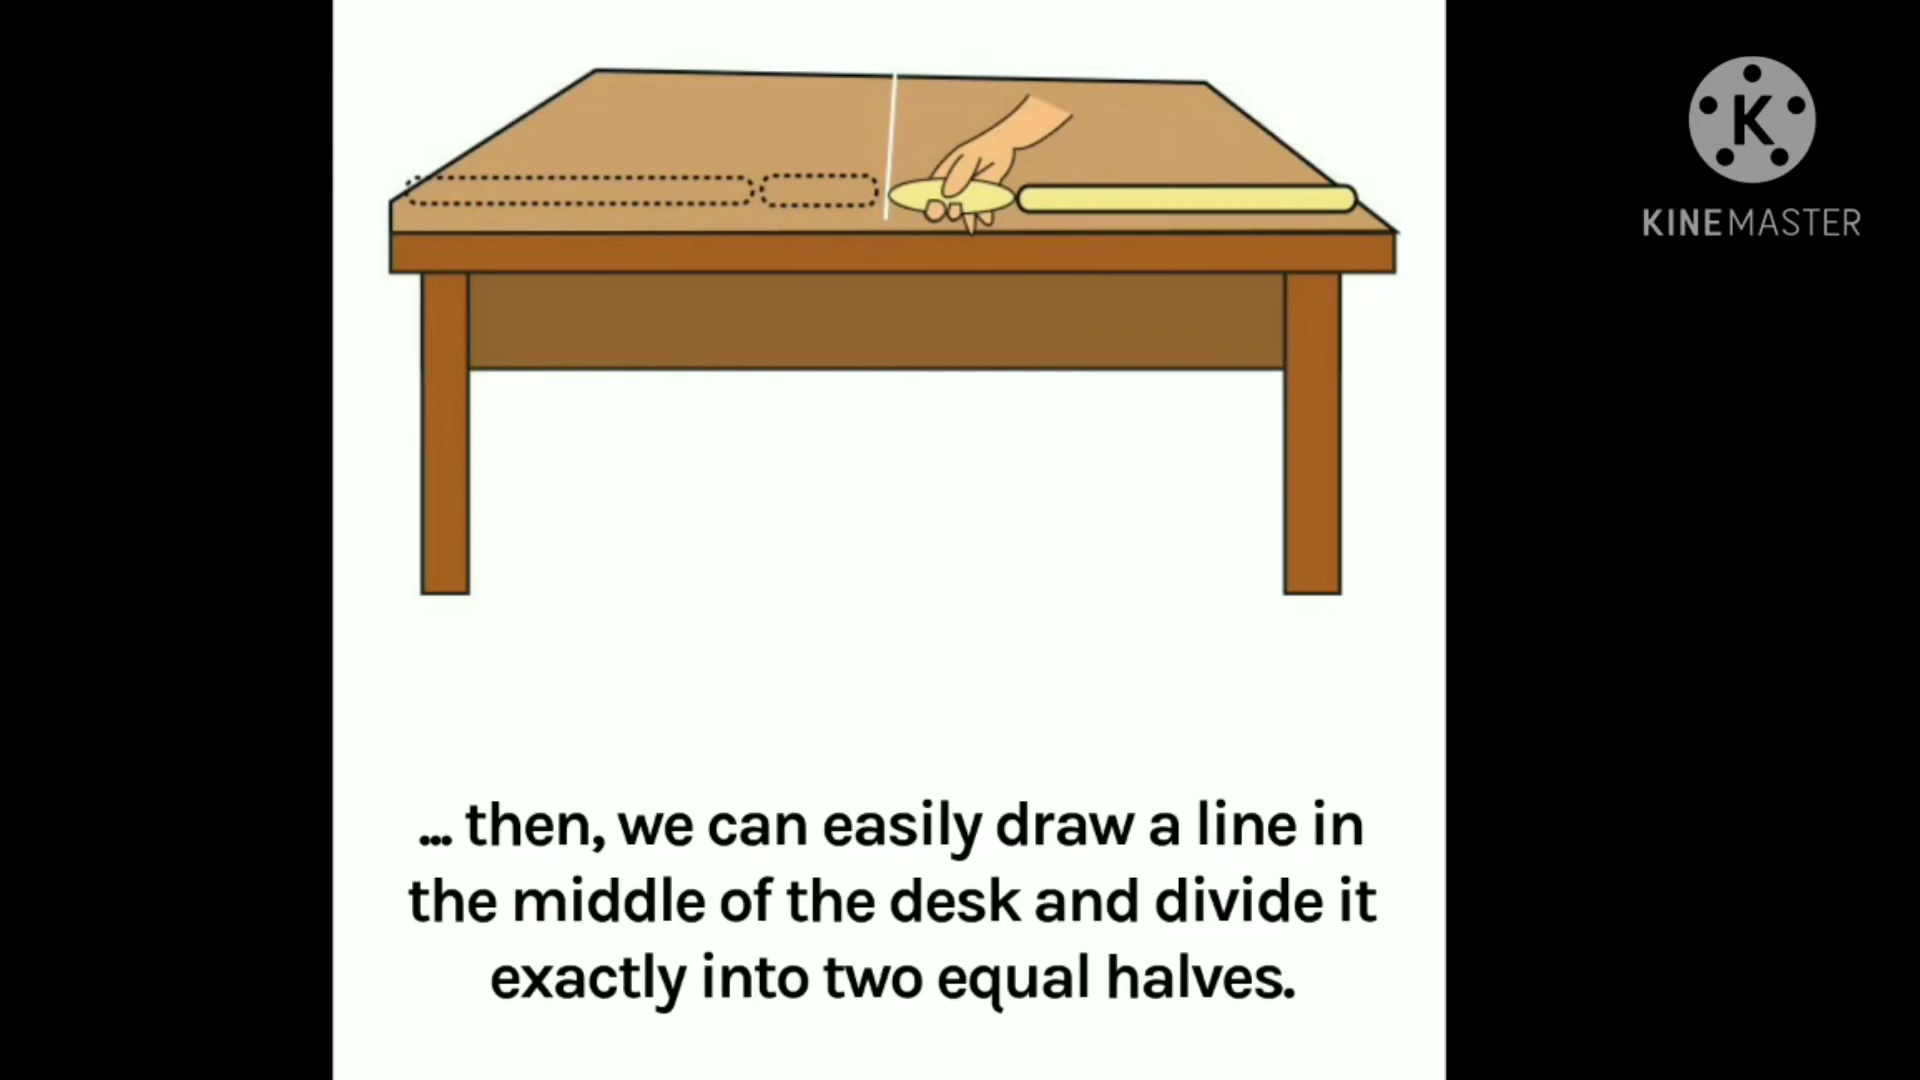 K
KINEMASTER
... then, we can easily draw a line in
the middle of the desk and divide it
exactly into two equal halves.